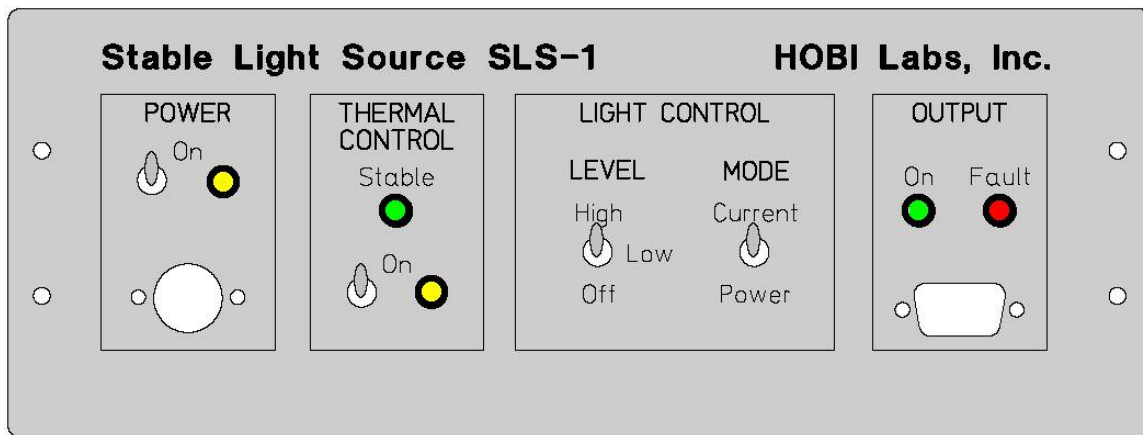 Stable Light Source SLS-1
HOBI Labs, Inc.
POWER
On
THERMAL
CONTROL
Stable
On
LIGHT CONTROL
LEVEL
High
Low
Off
MODE
Current
Power
OUTPUT
On
Fault